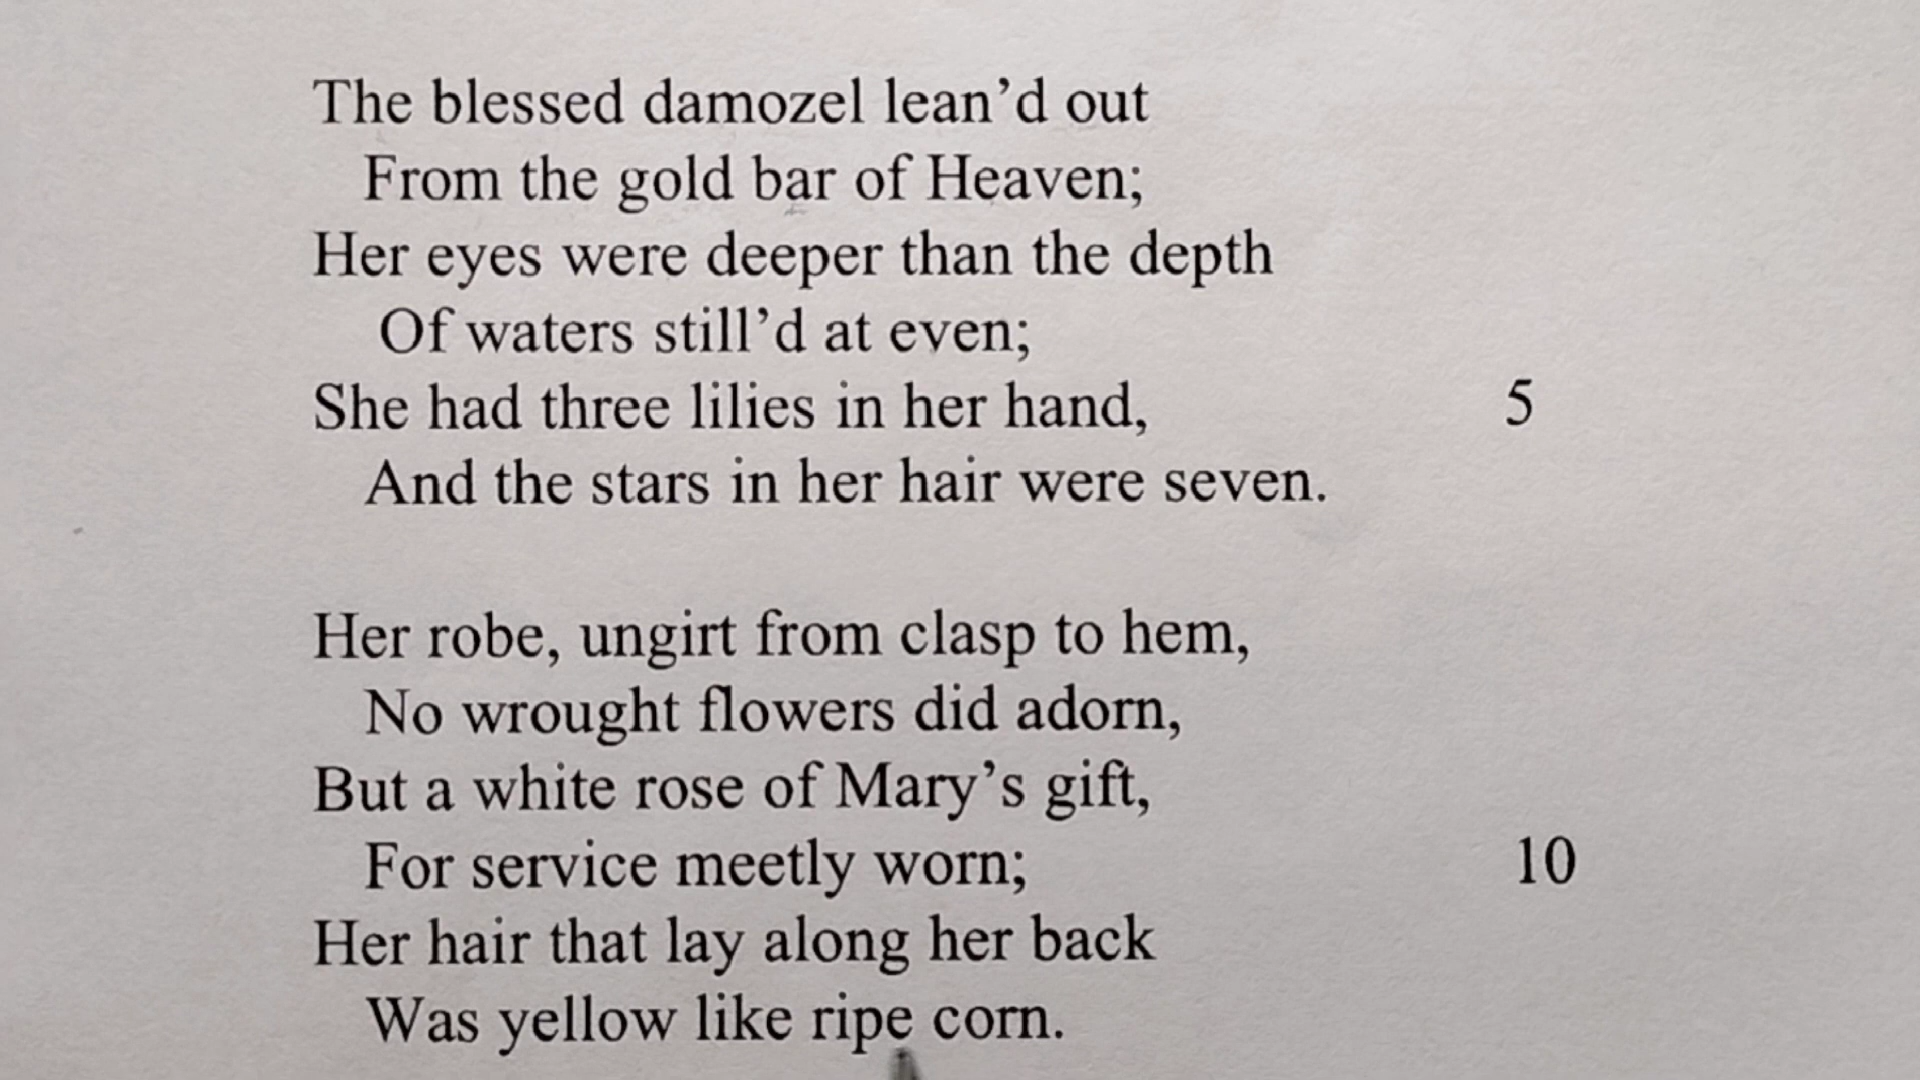 The blessed damozel lean’d out
From the gold bar of Heaven;
Her eyes were deeper than the depth
Of waters still’d at even;
She had three lilies in her hand, 5
And the stars in her hair were seven.

Her robe, ungirt from clasp to hem,
No wrought flowers did adorn,
But a white rose of Mary’s gift,
For service meetly worn; 10
Her hair that lay along her back
Was yellow like ripe corn.